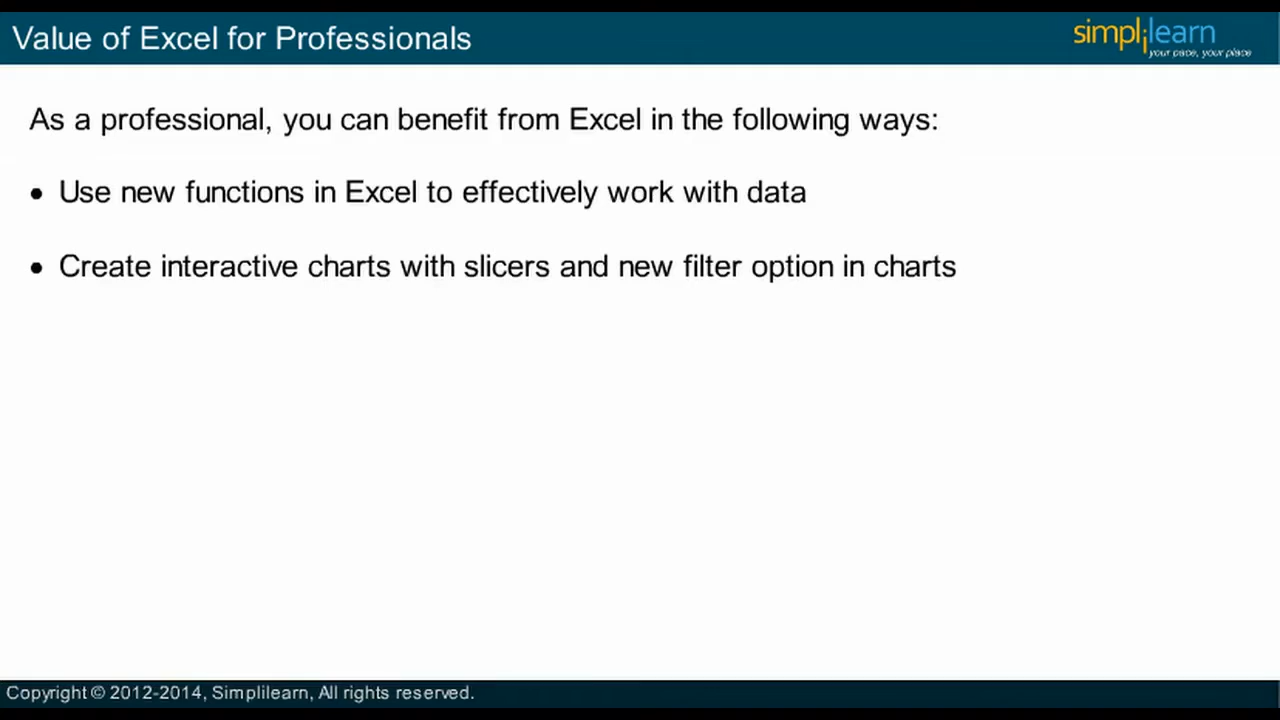 Value of Excel for Professionals
simplilearn
your pace, your place
As a professional, you can benefit from Excel in the following ways:
• Use new functions in Excel to effectively work with data
• Create interactive charts with slicers and new filter option in charts
Copyright © 2012-2014, Simplilearn, All rights reserved.